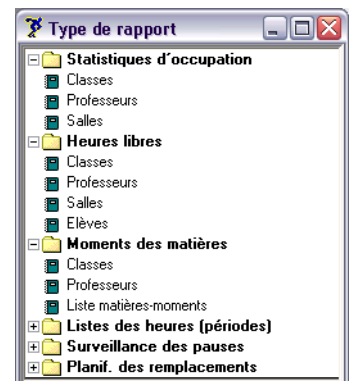 Type de rapport
Statistiques d'occupation
Classes
Professeurs
Salles
Heures libres
Classes
Professeurs
Salles
Elèves
Moments des matières
Classes
Professeurs
Liste matières-moments
Listes des heures (périodes)
Surveillance des pauses
Planif. des remplacements